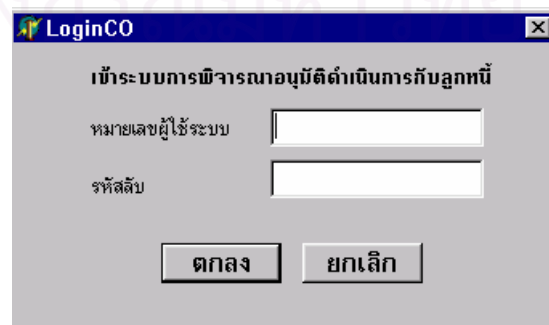 LoginCO
เข้าระบบการพิจารณาอนุมัติดำเนินการกับลูกหนี้
หมายเลขผู้ใช้ระบบ
รหัสลับ
ตกลง ยกเลิก